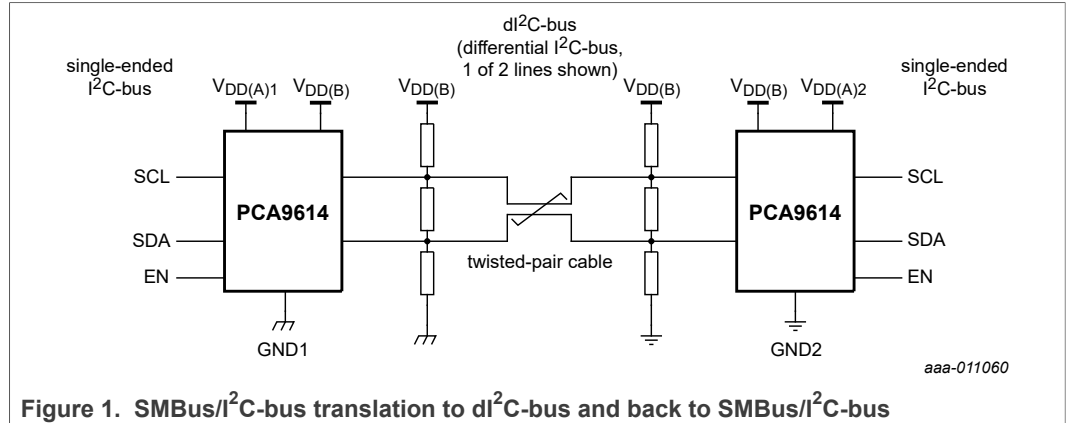 dI²C-bus
(differential I²C-bus,
1 of 2 lines shown)
single-ended
I²C-bus
single-ended
I²C-bus
VDD(A)1 VDD(B) VDD(B) VDD(B) VDD(B) VDD(A)2
SCL SCL
PCA9614 PCA9614
SDA SDA
twisted-pair cable
EN EN
GND1 GND2
aaa-011060
Figure 1. SMBus/I²C-bus translation to dI²C-bus and back to SMBus/I²C-bus